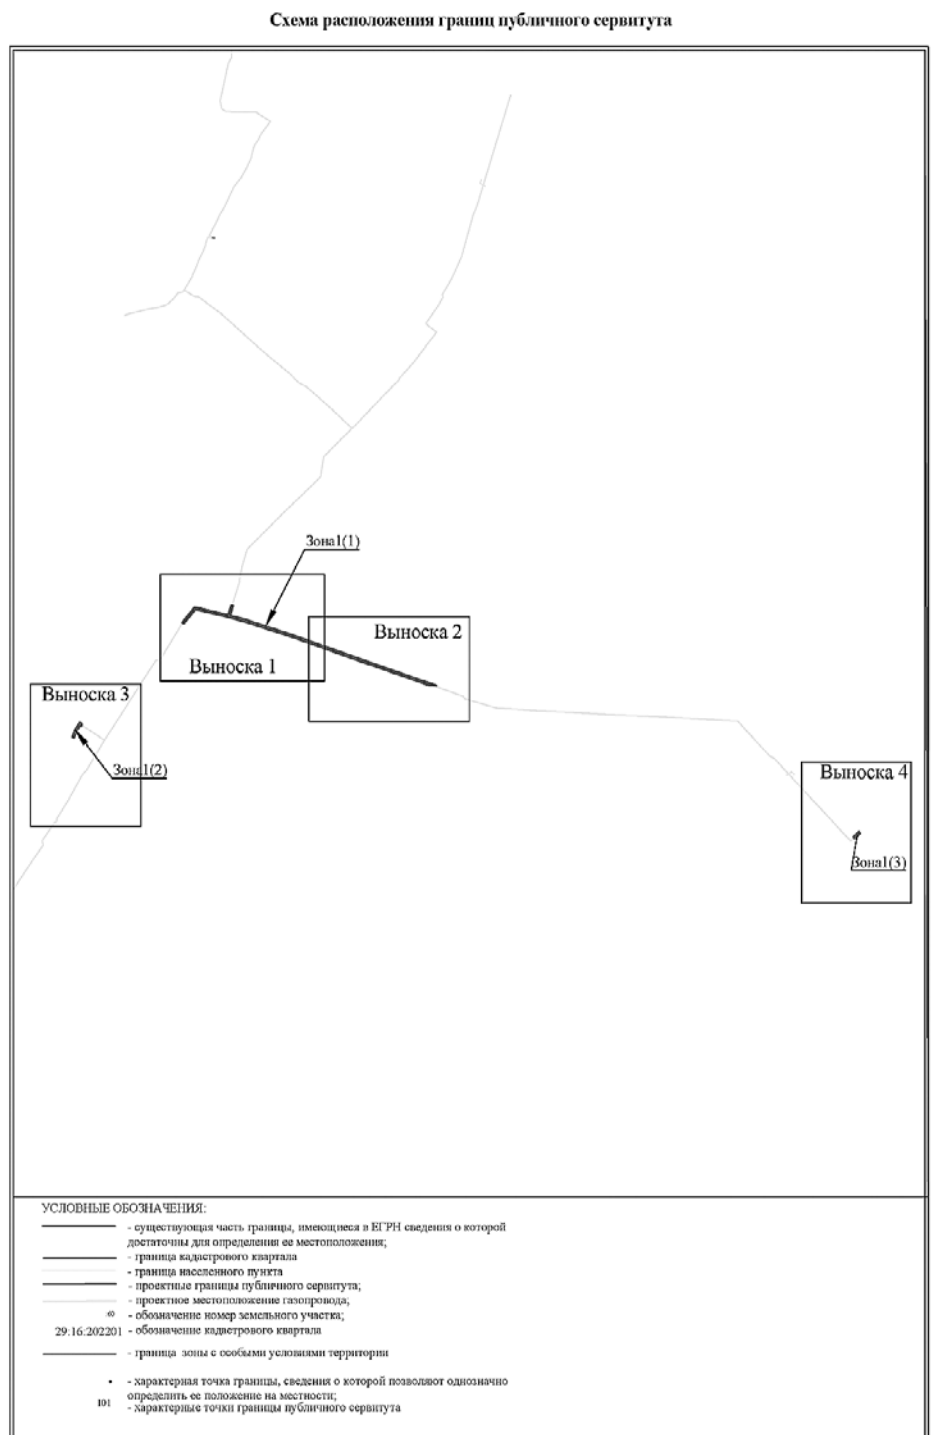 Схема расположения границ публичного сервитута
Зона1(1)
Выноска 2
Выноска 1
Выноска 3
Зона1(2)
Выноска 4
Зона1(3)
УСЛОВНЫЕ ОБОЗНАЧЕНИЯ:
- существующая часть границы, имеющиеся в ЕГРН сведения о которой
достаточны для определения ее местоположения;
- граница кадастрового квартала
- граница населенного пункта
- проектные границы публичного сервитута;
- проектное местоположение газопровода;
- обозначение номер земельного участка;
29:16:202201 - обозначение кадастрового квартала
- граница зоны с особыми условиями территории
- характерная точка границы, сведения о которой позволяют однозначно
определить ее положение на местности;
101 - характерные точки границы публичного сервитута